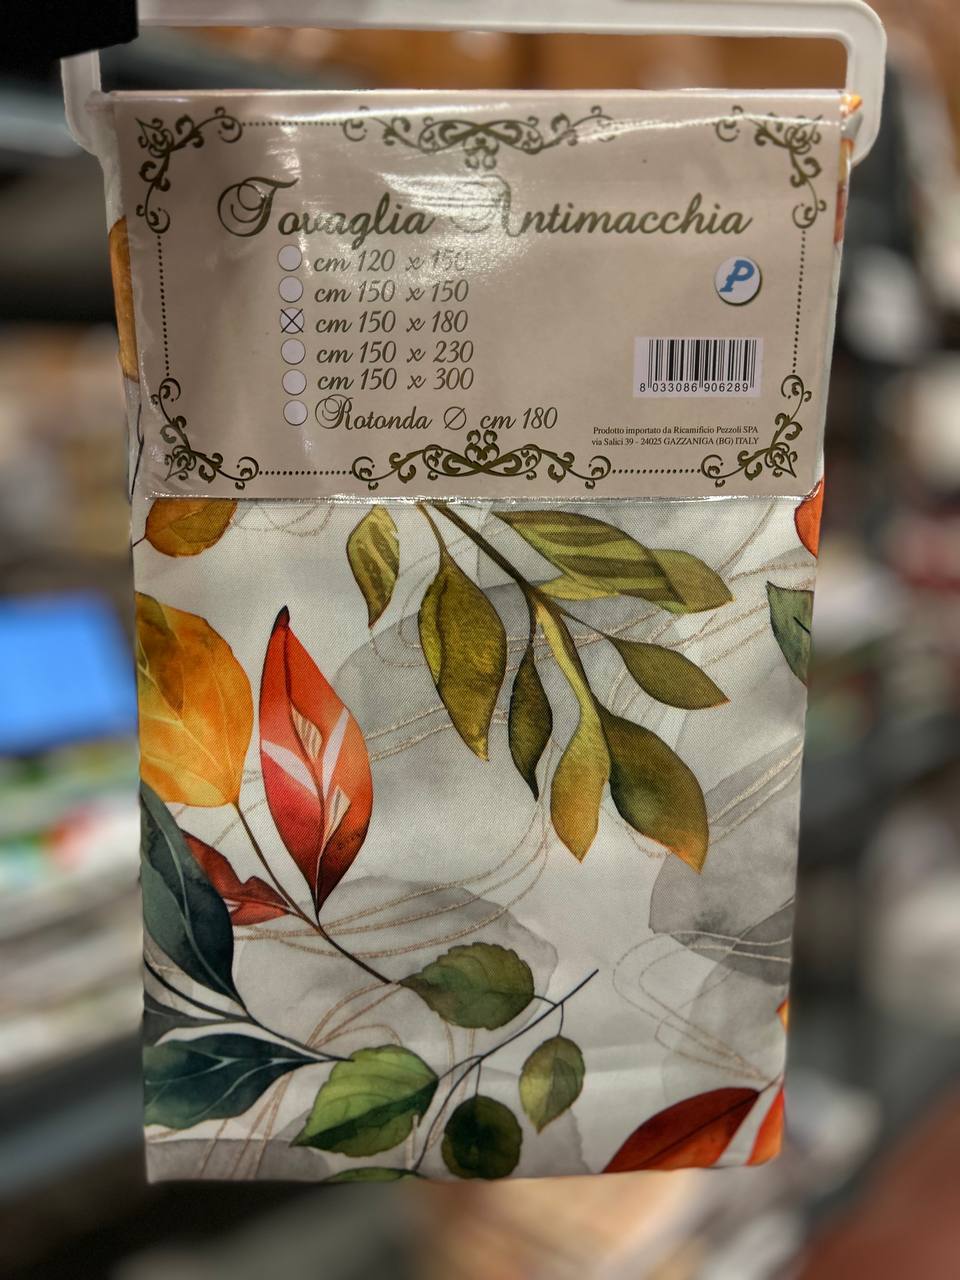 Tovaglia Antimacchia
cm 120 x 150
cm 150 x 150
cm 150 x 180
cm 150 x 230
cm 150 x 300
Rotonda Ø cm 180
P
8 033086 906289
Prodotto importato da Ricamificio Pezzoli SPA
via Salici 39 - 24025 GAZZANIGA (BG) ITALY